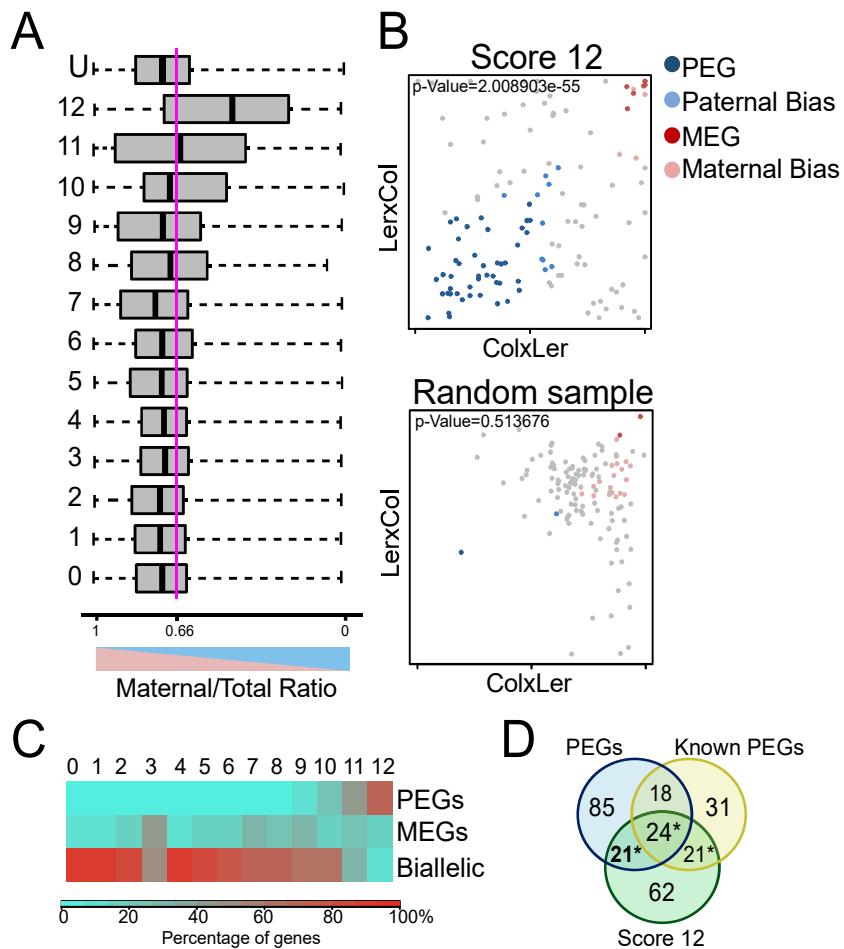 A
U
12
11
10
9
8
7
6
5
4
3
2
1
0
1 0.66 0
Maternal/Total Ratio
B
Score 12
p-Value=2.008903e-55
LerxCol
ColxLer
PEG
Paternal Bias
MEG
Maternal Bias
Random sample
p-Value=0.513676
LerxCol
ColxLer
C
0 1 2 3 4 5 6 7 8 9 10 11 12
PEGs
MEGs
Biallelic
0 20 40 60 80 100%
Percentage of genes
D
PEGs Known PEGs
85 18 31
24*
21* 21*
62
Score 12